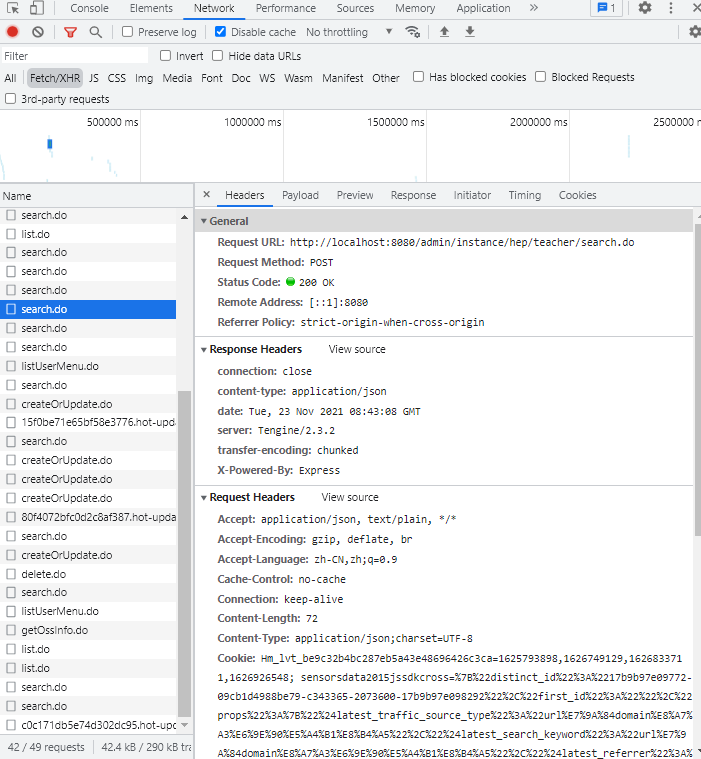 Console Elements Network Performance Sources Memory Application » 1
Preserve log Disable cache No throttling
Filter Invert Hide data URLs
All Fetch/XHR JS CSS Img Media Font Doc WS Wasm Manifest Other Has blocked cookies Blocked Requests
3rd-party requests
500000 ms 1000000 ms 1500000 ms 2000000 ms 2500000 ms
Name
search.do
list.do
search.do
search.do
search.do
search.do
search.do
search.do
listUserMenu.do
search.do
createOrUpdate.do
15f0be71e65bf58e3776.hot-upda
search.do
createOrUpdate.do
createOrUpdate.do
createOrUpdate.do
80f4072bfc0d2c8af387.hot-upda
search.do
createOrUpdate.do
delete.do
search.do
listUserMenu.do
getOssInfo.do
list.do
list.do
search.do
search.do
c0c171db5e74d302dc95.hot-upd
42 / 49 requests 42.4 kB / 290 kB tra
× Headers Payload Preview Response Initiator Timing Cookies
General
Request URL: http://localhost:8080/admin/instance/hep/teacher/search.do
Request Method: POST
Status Code: 200 OK
Remote Address: [::1]:8080
Referrer Policy: strict-origin-when-cross-origin
Response Headers View source
connection: close
content-type: application/json
date: Tue, 23 Nov 2021 08:43:08 GMT
server: Tengine/2.3.2
transfer-encoding: chunked
X-Powered-By: Express
Request Headers View source
Accept: application/json, text/plain, */*
Accept-Encoding: gzip, deflate, br
Accept-Language: zh-CN,zh;q=0.9
Cache-Control: no-cache
Connection: keep-alive
Content-Length: 72
Content-Type: application/json;charset=UTF-8
Cookie: Hm_lvt_be9c32b4bc287eb5a43e48696426c3ca=1625793898,1626749129,162683371
1,1626926548; sensorsdata2015jssdkcross=%7B%22distinct_id%22%3A%2217b9b97e09772-
09cb1d4988be79-c343365-2073600-17b9b97e098292%22%2C%22first_id%22%3A%22%22%2C%22
props%22%3A%7B%22%24latest_traffic_source_type%22%3A%22url%E7%9A%84domain%E8%A7%
A3%E6%9E%90%E5%A4%B1%E8%B4%A5%22%2C%22%24latest_search_keyword%22%3A%22url%E7%9
A%84domain%E8%A7%A3%E6%9E%90%E5%A4%B1%E8%B4%A5%22%2C%22%24latest_referrer%22%3A%